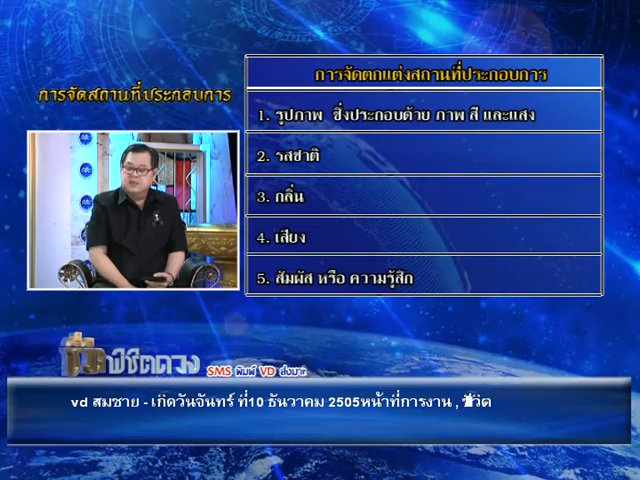 การจัดสถานที่ประกอบการ
การจัดตกแต่งสถานที่ประกอบการ
1. รูปภาพ ซึ่งประกอบด้วย ภาพ สี และแสง
2. รสชาติ
3. กลิ่น
4. เสียง
5. สัมผัส หรือ ความรู้สึก
SMS พิมพ์ VD ส่งมาที่
vd สมชาย - เกิดวันจันทร์ ที่10 ธันวาคม 2505หน้าที่การงาน ,